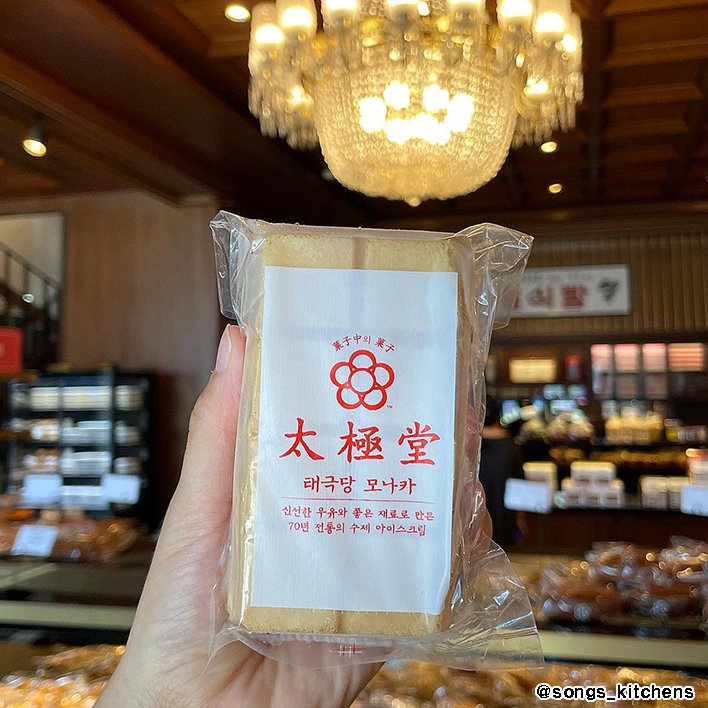 菓子中의 菓子
太極堂
태극당 모나카
신선한 우유와 좋은 재료로 만든
70년 전통의 수제 아이스크림
@songs_kitchens